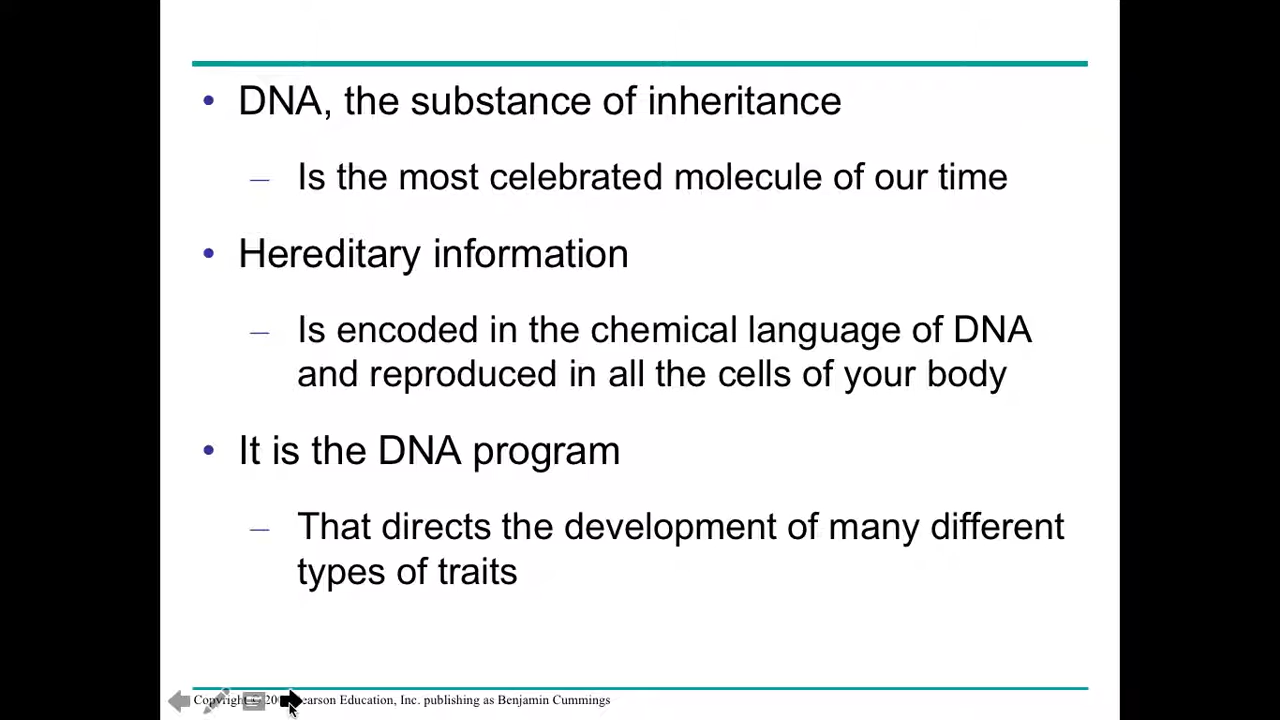 • DNA, the substance of inheritance
– Is the most celebrated molecule of our time
• Hereditary information
– Is encoded in the chemical language of DNA
and reproduced in all the cells of your body
• It is the DNA program
– That directs the development of many different
types of traits
Copyright © Education, Inc. publishing as Benjamin Cummings